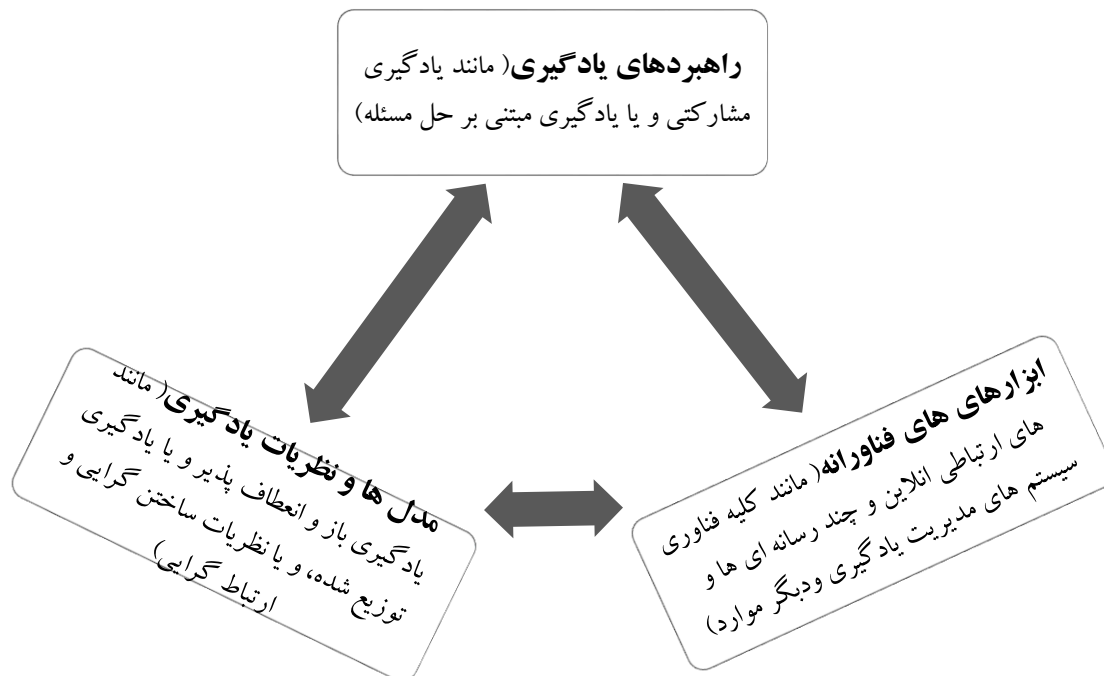 راهبردهای یادگیری( مانند یادگیری
مشارکتی و یا یادگیری مبتنی بر حل مسئله)
ابزارهای های فناورانه( مانند کلیه فناوری
های ارتباطی انلاین و چند رسانه ای ها و
سیستم های مدیریت یادگیری ودبگر موارد)
مدل ها و نظریات یادگیری( مانند
یادگیری باز و انعطاف پذیر و یا یادگیری
توزیع شده، و یا نظریات ساختن گرایی و
ارتباط گرایی)